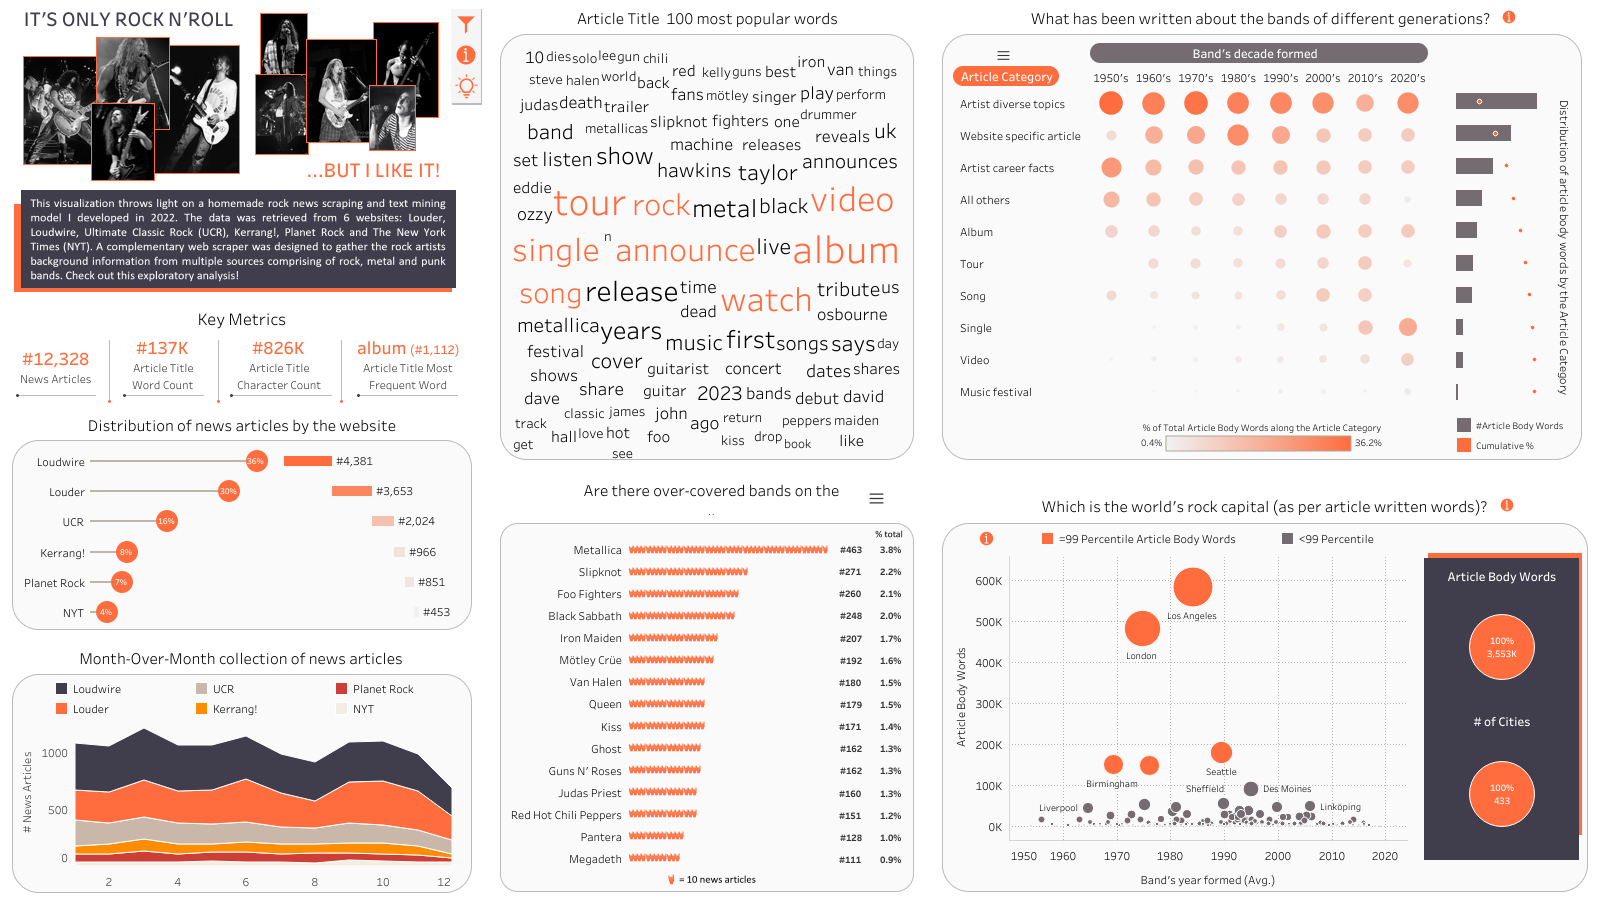 IT'S ONLY ROCK N'ROLL
...BUT I LIKE IT!
This visualization throws light on a homemade rock news scraping and text mining
model I developed in 2022. The data was retrieved from 6 websites: Louder,
Loudwire, Ultimate Classic Rock (UCR), Kerrang!, Planet Rock and The New York
Times (NYT). A complementary web scraper was designed to gather the rock artists
background information from multiple sources comprising of rock, metal and punk
bands. Check out this exploratory analysis!
Key Metrics
#12,328
News Articles
#137K
Article Title
Word Count
#826K
Article Title
Character Count
album (#1,112)
Article Title Most
Frequent Word
Distribution of news articles by the website
Loudwire 36% #4,381
Louder 30% #3,653
UCR 16% #2,024
Kerrang! 8% #966
Planet Rock 7% #851
NYT 4% #453
Month-Over-Month collection of news articles
Loudwire UCR Planet Rock
Louder Kerrang! NYT
# News Articles
1000
500
0
2 4 6 8 10 12
Article Title 100 most popular words
10 dies solo lee gun chili iron
steve halen world back red kelly guns best van things
judas death trailer fans mötley singer play perform
band metallicas slipknot fighters one drummer reveals uk
machine releases
set listen show hawkins taylor announces
eddie
ozzy tour rock metal black video
single n announce live album
song release time watch tribute us
dead osbourne
metallica years music first songs says day
festival cover guitarist concert dates shares
shows
dave share guitar 2023 bands debut david
track classic james john ago return peppers maiden
get hall love hot foo kiss drop book like
see
Are there over-covered bands on the
% total
Metallica #463 3.8%
Slipknot #271 2.2%
Foo Fighters #260 2.1%
Black Sabbath #248 2.0%
Iron Maiden #207 1.7%
Mötley Crüe #192 1.6%
Van Halen #180 1.5%
Queen #179 1.5%
Kiss #171 1.4%
Ghost #162 1.3%
Guns N' Roses #162 1.3%
Judas Priest #160 1.3%
Red Hot Chili Peppers #151 1.2%
Pantera #128 1.0%
Megadeth #111 0.9%
= 10 news articles
What has been written about the bands of different generations?
Band's decade formed
Article Category
1950's 1960's 1970's 1980's 1990's 2000's 2010's 2020's
Artist diverse topics
Website specific article
Artist career facts
All others
Album
Tour
Song
Single
Video
Music festival
Distribution of article body words by the Article Category
% of Total Article Body Words along the Article Category
0.4% 36.2%
#Article Body Words
Cumulative %
Which is the world's rock capital (as per article written words)?
=99 Percentile Article Body Words
<99 Percentile
Article Body Words
600K
500K
400K
300K
200K
100K
0K
Los Angeles
London
Seattle
Birmingham
Sheffield
Des Moines
Liverpool
Linköping
1950 1960 1970 1980 1990 2000 2010 2020
Band's year formed (Avg.)
Article Body Words
100%
3,553K
# of Cities
100%
433